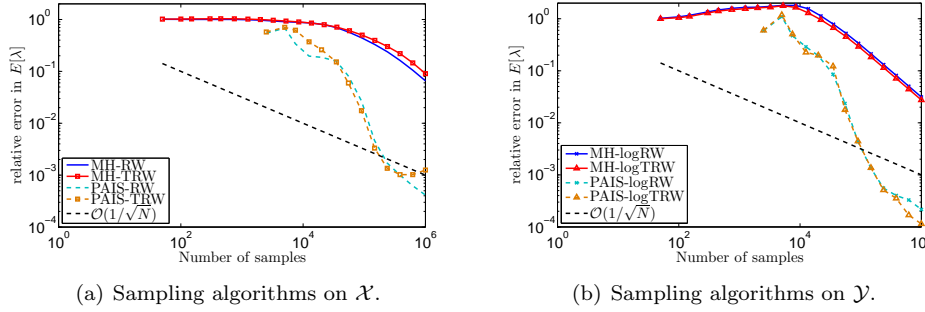 10^0
10^-1
10^-2
10^-3
10^-4
relative error in E[λ]
MH-RW
MH-TRW
PAIS-RW
PAIS-TRW
O(1/√N)
10^0
10^2
10^4
10^6
Number of samples
(a) Sampling algorithms on X.
10^0
10^-1
10^-2
10^-3
10^-4
relative error in E[λ]
MH-logRW
MH-logTRW
PAIS-logRW
PAIS-logTRW
O(1/√N)
10^0
10^2
10^4
10
Number of samples
(b) Sampling algorithms on Y.